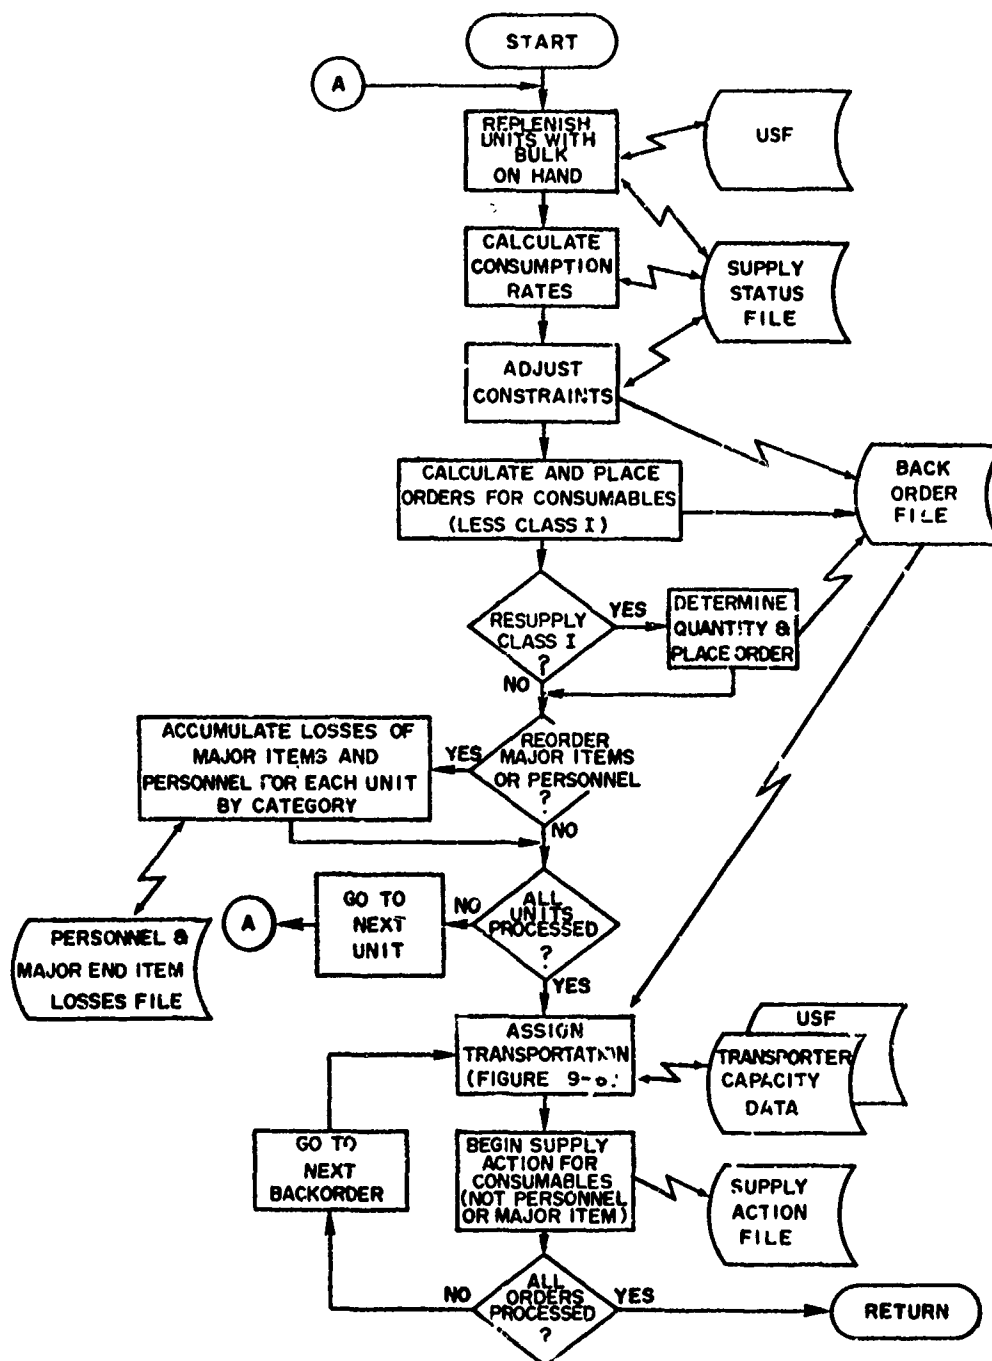 START
A
REPLENISH
UNITS WITH
BULK
ON HAND
USF
CALCULATE
CONSUMPTION
RATES
SUPPLY
STATUS
FILE
ADJUST
CONSTRAINTS
CALCULATE AND PLACE
ORDERS FOR CONSUMABLES
(LESS CLASS I)
BACK
ORDER
FILE
RESUPPLY
CLASS I
?
YES
DETERMINE
QUANTITY &
PLACE ORDER
NO
REORDER
MAJOR ITEMS
OR PERSONNEL
?
YES
ACCUMULATE LOSSES OF
MAJOR ITEMS AND
PERSONNEL FOR EACH UNIT
BY CATEGORY
NO
ALL
UNITS
PROCESSED
?
NO
GO TO
NEXT
UNIT
A
PERSONNEL &
MAJOR END ITEM
LOSSES FILE
YES
ASSIGN
TRANSPORTATION
(FIGURE 9-
USF
TRANSPORTER
CAPACITY
DATA
GO TO
NEXT
BACKORDER
BEGIN SUPPLY
ACTION FOR
CONSUMABLES
(NOT PERSONNEL
OR MAJOR ITEM)
SUPPLY
ACTION
FILE
ALL
ORDERS
PROCESSED
?
NO
YES
RETURN